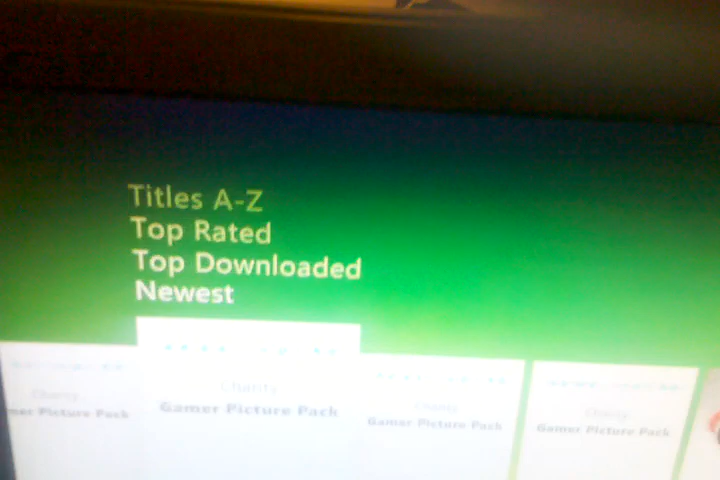 Titles A-Z
Top Rated
Top Downloaded
Newest
Charity
Gamer Picture Pack
Charity
Gamer Picture Pack
Charity
Gamer Picture Pack
Charity
Gamer Picture Pack